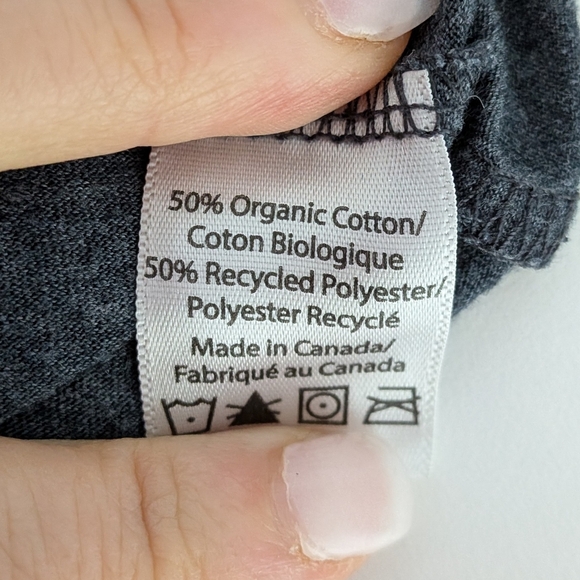 50% Organic Cotton/
Coton Biologique
50% Recycled Polyester/
Polyester Recyclé
Made in Canada/
Fabriqué au Canada